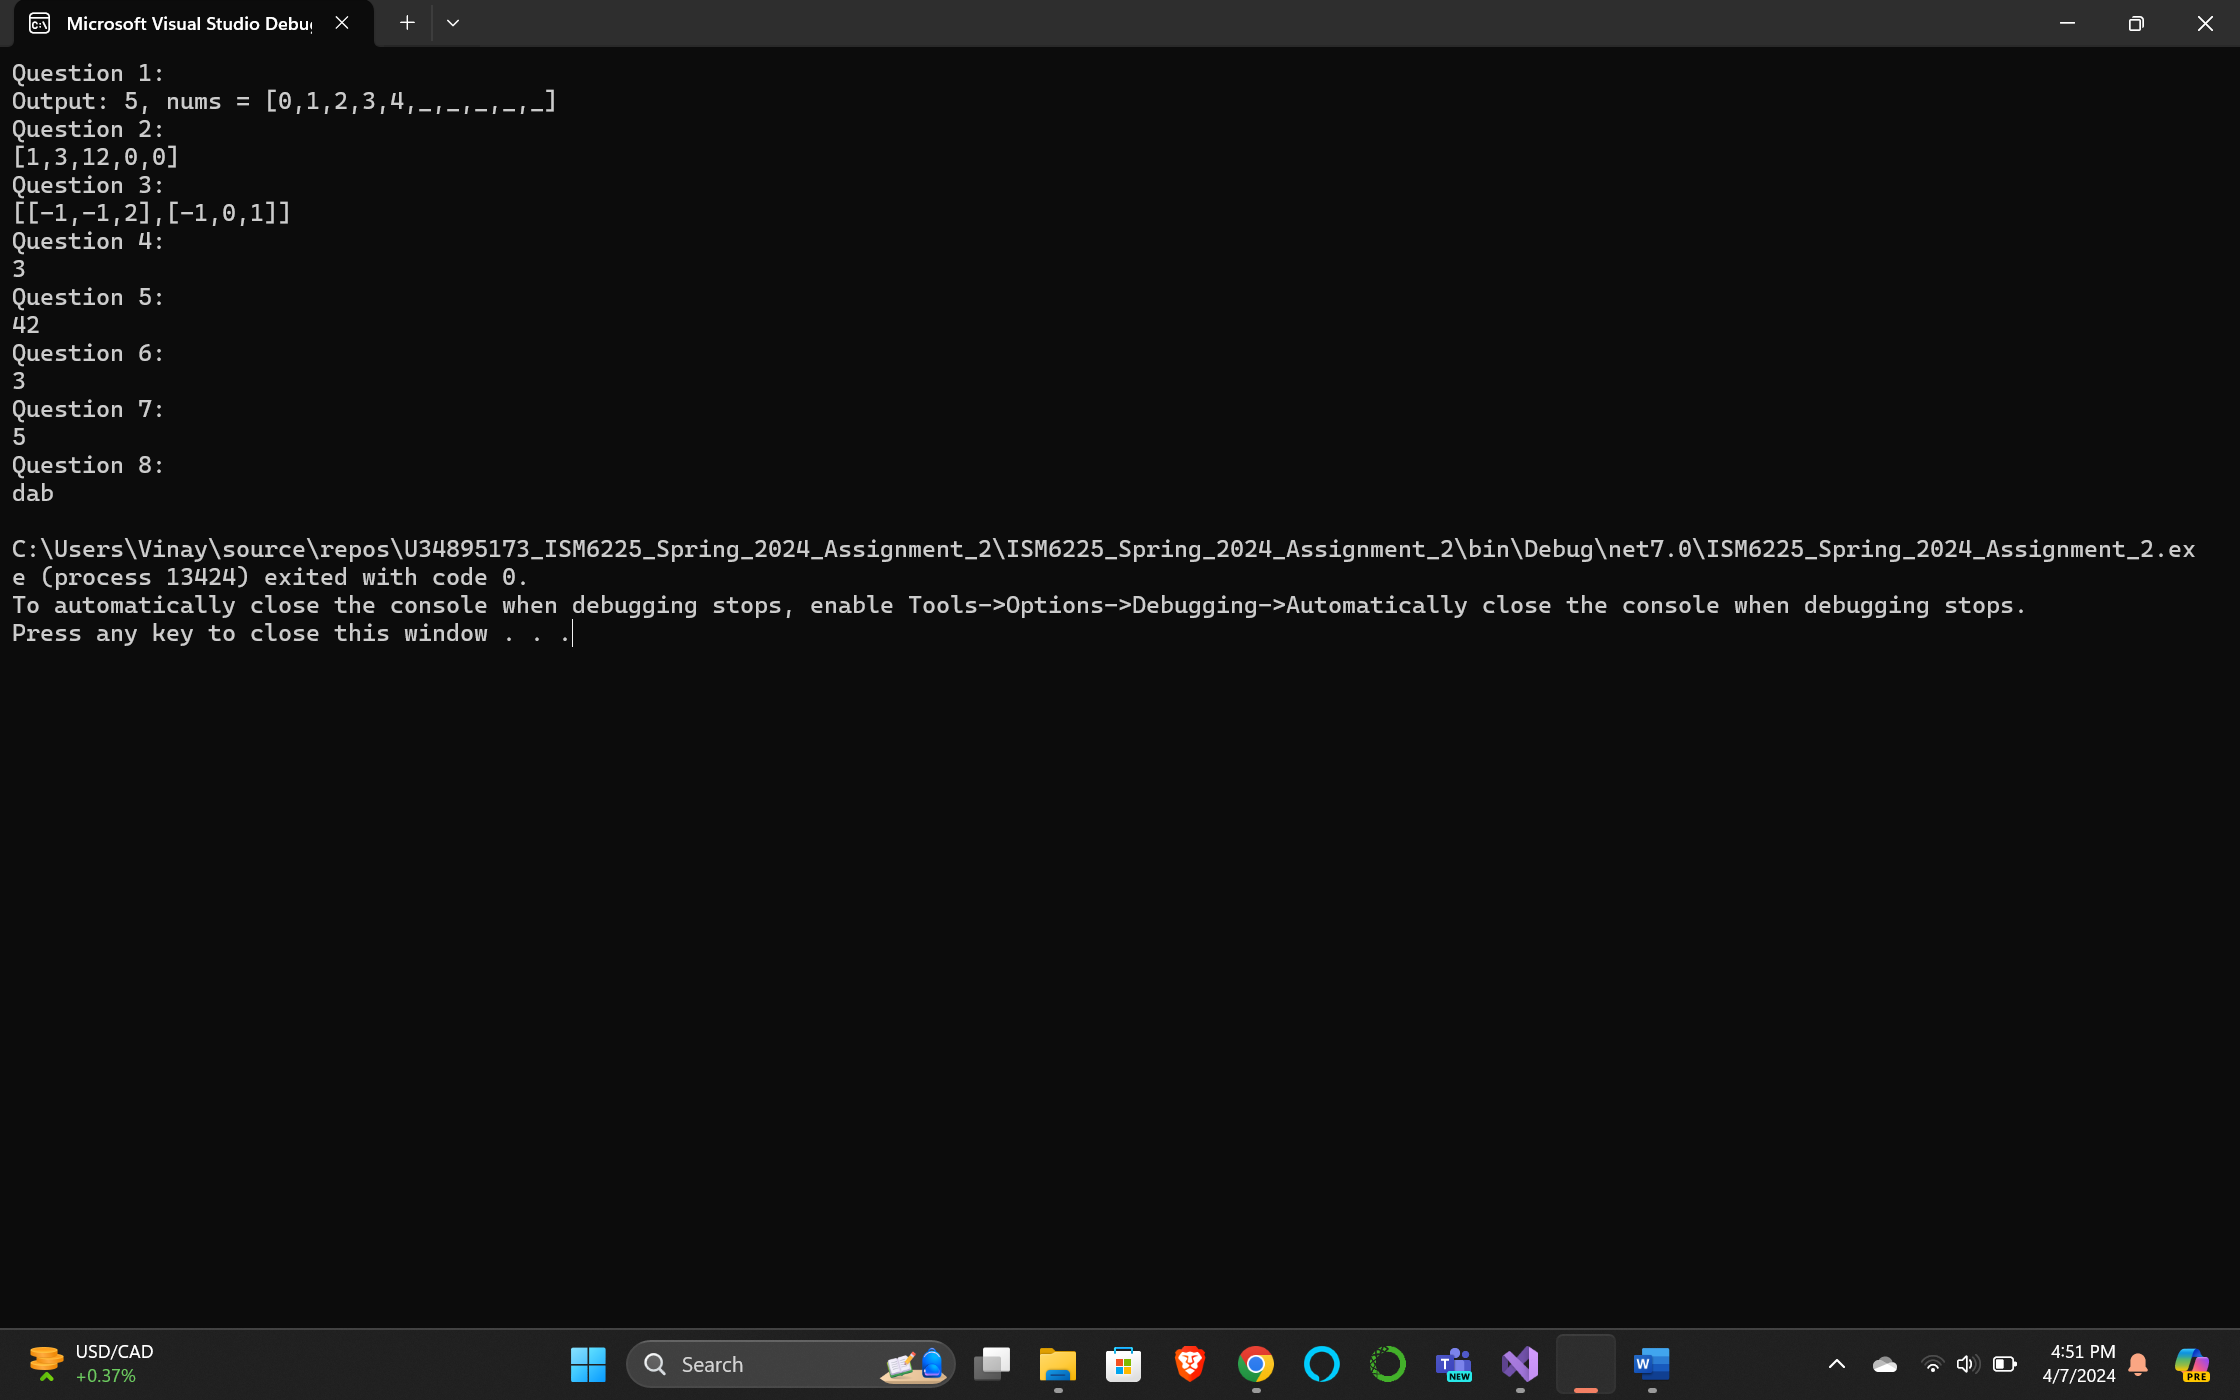 Microsoft Visual Studio Debu
Question 1:
Output: 5, nums = [0,1,2,3,4,_,_,_,_,_]
Question 2:
[1,3,12,0,0]
Question 3:
[[-1,-1,2],[-1,0,1]]
Question 4:
3
Question 5:
42
Question 6:
3
Question 7:
5
Question 8:
dab
C:\Users\Vinay\source\repos\U34895173_ISM6225_Spring_2024_Assignment_2\ISM6225_Spring_2024_Assignment_2\bin\Debug\net7.0\ISM6225_Spring_2024_Assignment_2.ex
e (process 13424) exited with code 0.
To automatically close the console when debugging stops, enable Tools->Options->Debugging->Automatically close the console when debugging stops.
Press any key to close this window . . .
USD/CAD
+0.37%
Search
NEW
4:51 PM
4/7/2024
PRE